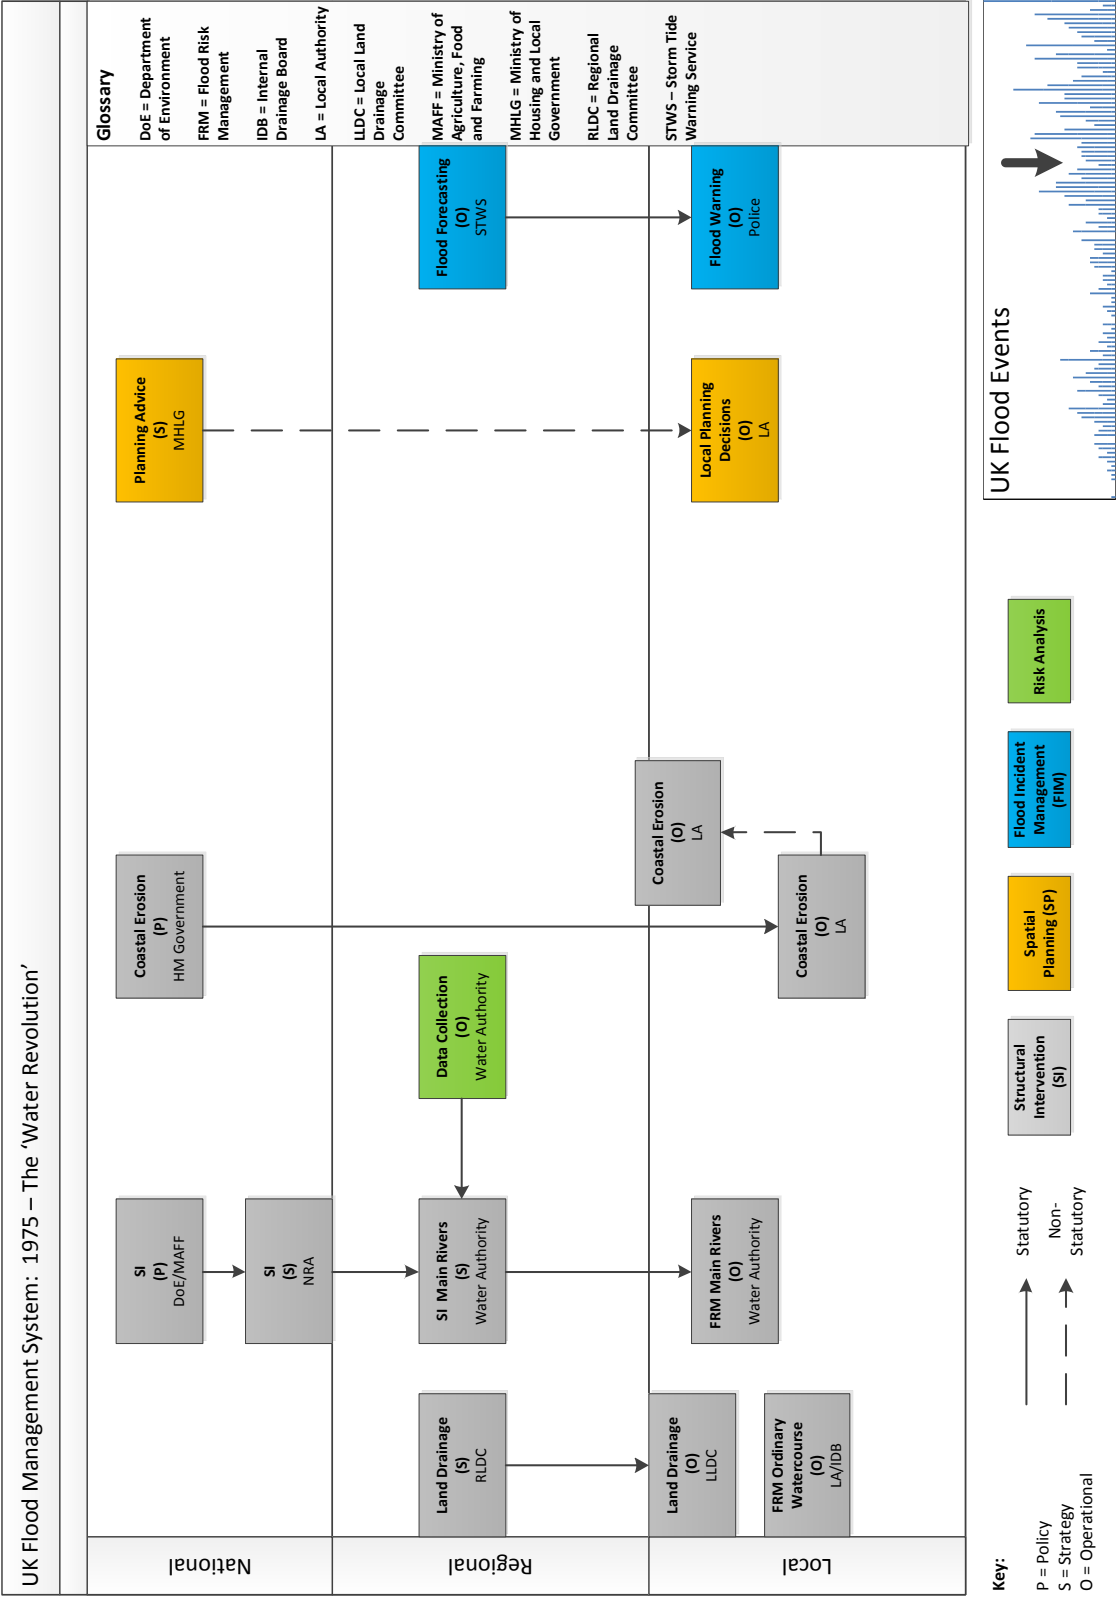 UK Flood Management System: 1975 – The ‘Water Revolution’
National
Regional
Local
SI
(P)
DoE/MAFF
Coastal Erosion
(P)
HM Government
Planning Advice
(S)
MHLG
SI
(S)
NRA
Land Drainage
(S)
RLDC
SI Main Rivers
(S)
Water Authority
Data Collection
(O)
Water Authority
Flood Forecasting
(O)
STWS
Land Drainage
(O)
LLDC
FRM Ordinary
Watercourse
(O)
LA/IDB
FRM Main Rivers
(O)
Water Authority
Coastal Erosion
(O)
LA
Coastal Erosion
(O)
LA
Local Planning
Decisions
(O)
LA
Flood Warning
(O)
Police
Glossary
DoE = Department
of Environment
FRM = Flood Risk
Management
IDB = Internal
Drainage Board
LA = Local Authority
LLDC = Local Land
Drainage
Committee
MAFF = Ministry of
Agriculture, Food
and Farming
MHLG = Ministry of
Housing and Local
Government
RLDC = Regional
Land Drainage
Committee
STWS – Storm Tide
Warning Service
Key:
P = Policy
S = Strategy
O = Operational
Statutory
Non-
Statutory
Structural
Intervention
(SI)
Spatial
Planning (SP)
Flood Incident
Management
(FIM)
Risk Analysis
UK Flood Events